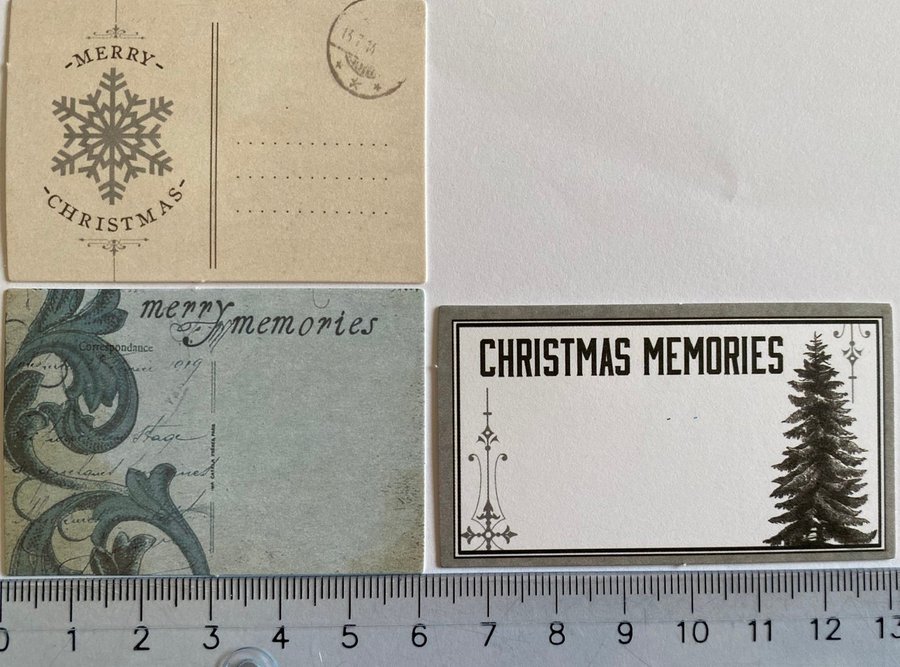 -MERRY-
-CHRISTMAS-
merry
memories
Correspondance
CHRISTMAS MEMORIES
0 1 2 3 4 5 6 7 8 9 10 11 12 13